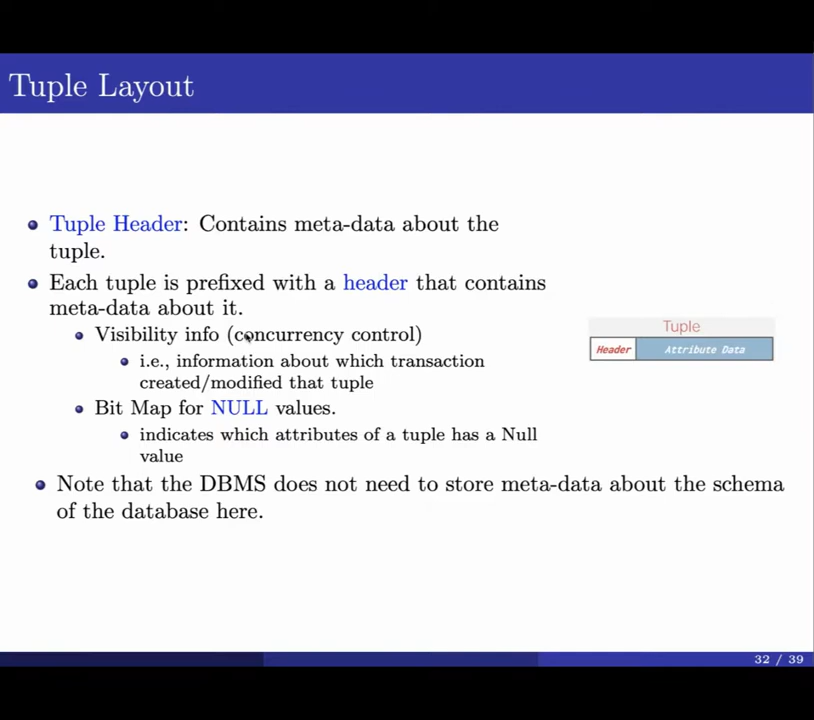 Tuple Layout
Tuple Header: Contains meta-data about the
tuple.
Each tuple is prefixed with a header that contains
meta-data about it.
Visibility info (concurrency control)
i.e., information about which transaction
created/modified that tuple
Bit Map for NULL values.
indicates which attributes of a tuple has a Null
value
Note that the DBMS does not need to store meta-data about the schema
of the database here.
Tuple
Header Attribute Data
32 / 39